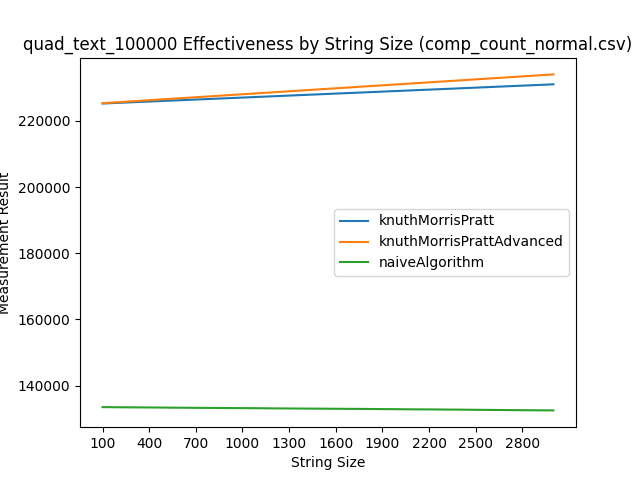 quad_text_100000 Effectiveness by String Size (comp_count_normal.csv)
Measurement Result
220000
200000
180000
160000
140000
knuthMorrisPratt
knuthMorrisPrattAdvanced
naiveAlgorithm
100 400 700 1000 1300 1600 1900 2200 2500 2800
String Size